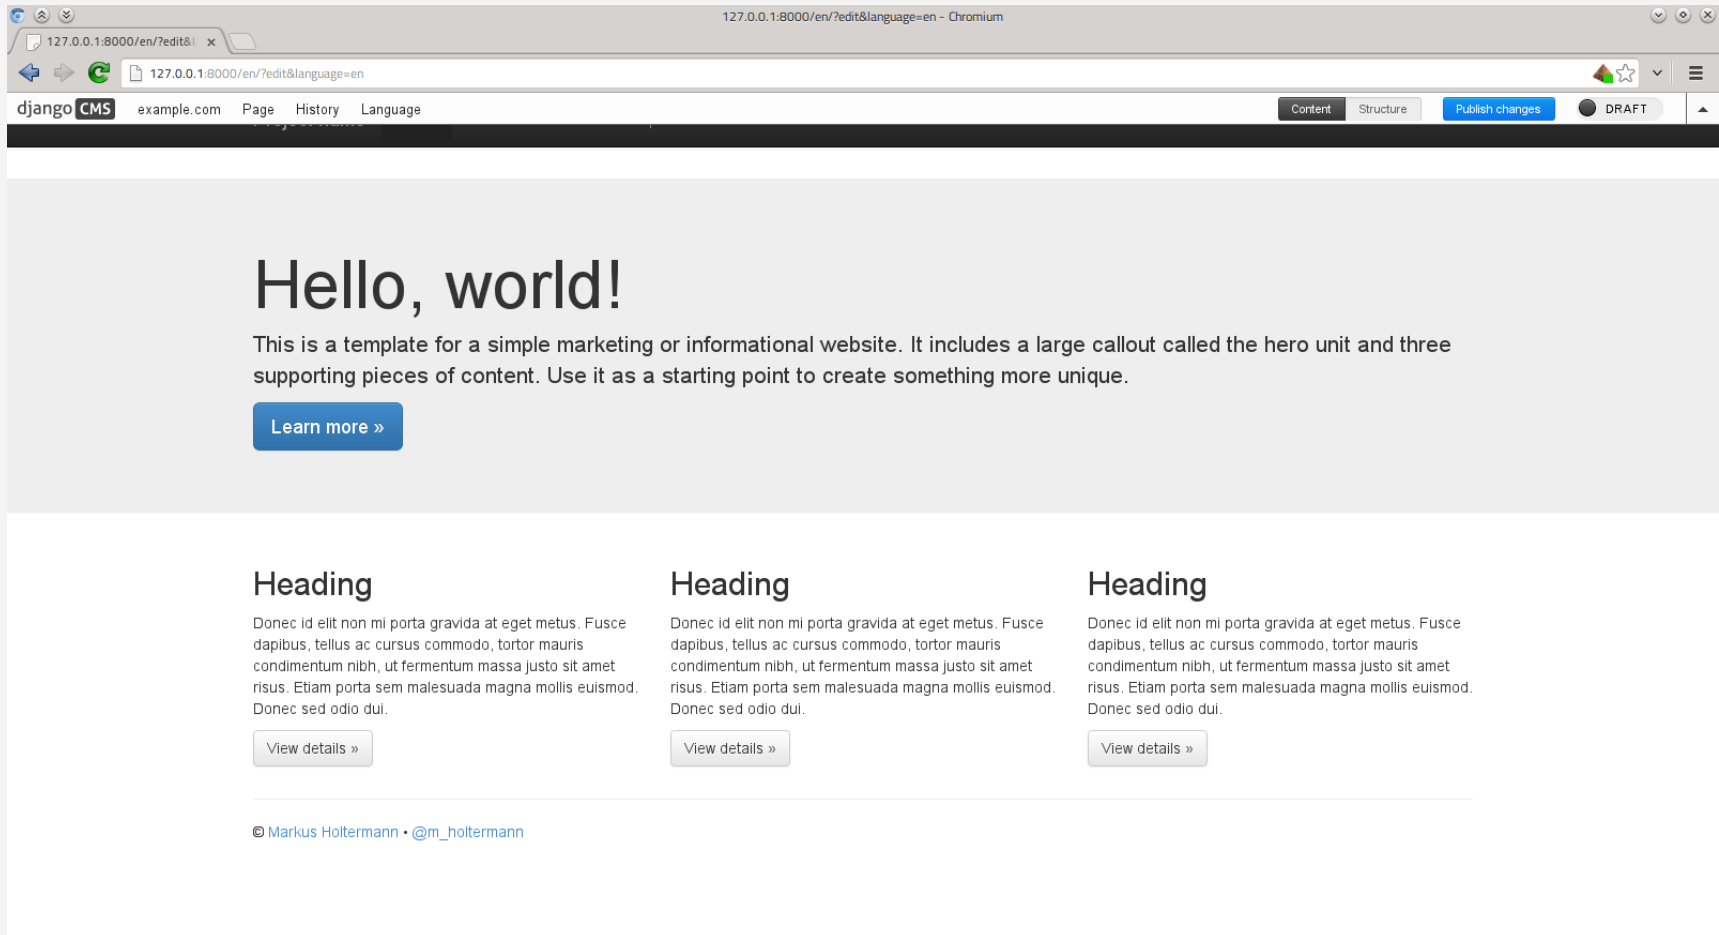 127.0.0.1:8000/en/?edit&language=en - Chromium
127.0.0.1:8000/en/?edit&l
127.0.0.1:8000/en/?edit&language=en
django CMS example.com Page History Language Content Structure Publish changes DRAFT
Project name
Hello, world!
This is a template for a simple marketing or informational website. It includes a large callout called the hero unit and three
supporting pieces of content. Use it as a starting point to create something more unique.
Learn more »
Heading
Donec id elit non mi porta gravida at eget metus. Fusce
dapibus, tellus ac cursus commodo, tortor mauris
condimentum nibh, ut fermentum massa justo sit amet
risus. Etiam porta sem malesuada magna mollis euismod.
Donec sed odio dui.
View details »
Heading
Donec id elit non mi porta gravida at eget metus. Fusce
dapibus, tellus ac cursus commodo, tortor mauris
condimentum nibh, ut fermentum massa justo sit amet
risus. Etiam porta sem malesuada magna mollis euismod.
Donec sed odio dui.
View details »
Heading
Donec id elit non mi porta gravida at eget metus. Fusce
dapibus, tellus ac cursus commodo, tortor mauris
condimentum nibh, ut fermentum massa justo sit amet
risus. Etiam porta sem malesuada magna mollis euismod.
Donec sed odio dui.
View details »
© Markus Holtermann • @m_holtermann